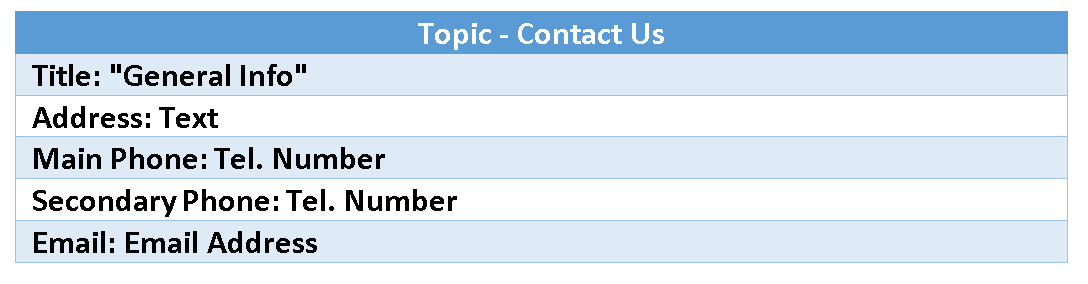 Topic - Contact Us
Title: "General Info"
Address: Text
Main Phone: Tel. Number
Secondary Phone: Tel. Number
Email: Email Address